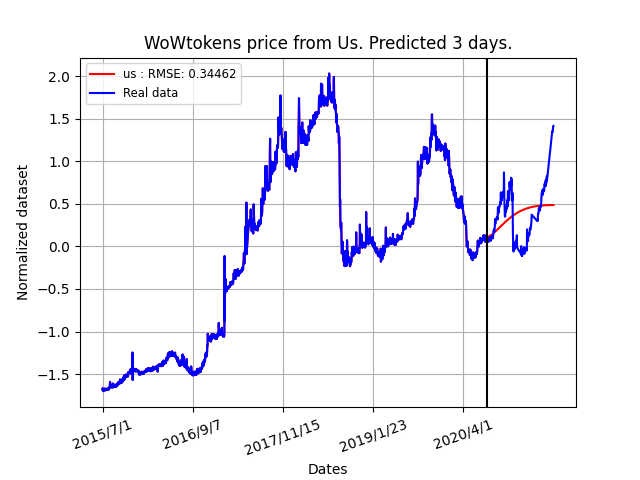 WoWtokens price from Us. Predicted 3 days.
us : RMSE: 0.34462
Real data
2.0
1.5
1.0
0.5
0.0
−0.5
−1.0
−1.5
Normalized dataset
2015/7/1
2016/9/7
2017/11/15
2019/1/23
2020/4/1
Dates